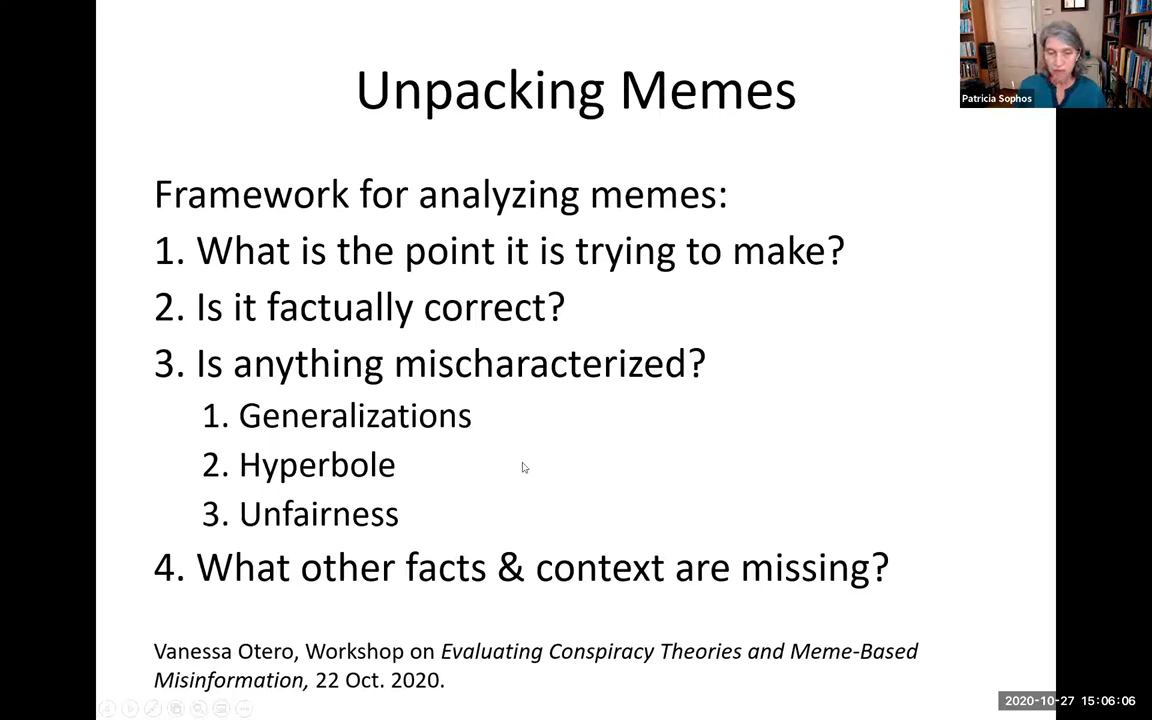 Unpacking Memes
Patricia Sophos
Framework for analyzing memes:
1. What is the point it is trying to make?
2. Is it factually correct?
3. Is anything mischaracterized?
1. Generalizations
2. Hyperbole
3. Unfairness
4. What other facts & context are missing?
Vanessa Otero, Workshop on Evaluating Conspiracy Theories and Meme-Based
Misinformation, 22 Oct. 2020.
2020-10-27 15:06:06